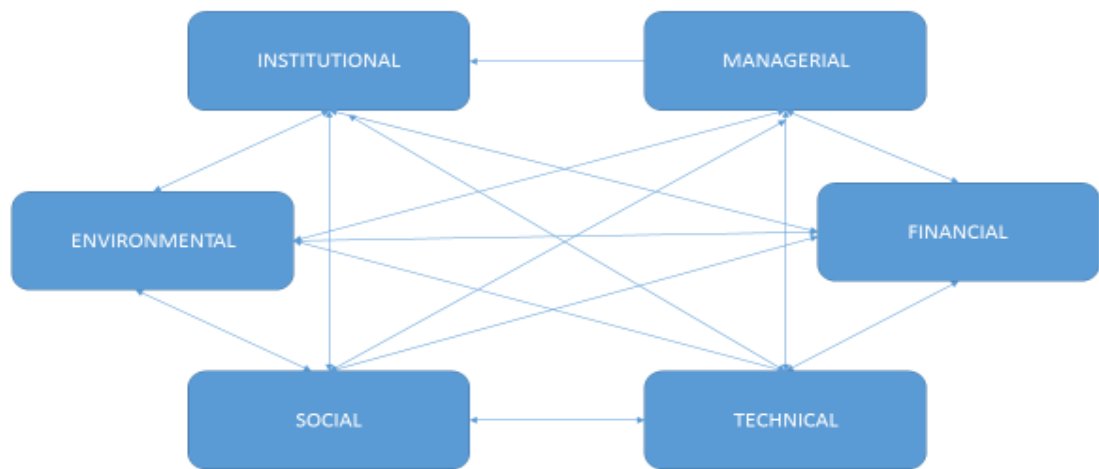 INSTITUTIONAL
MANAGERIAL
ENVIRONMENTAL
FINANCIAL
SOCIAL
TECHNICAL